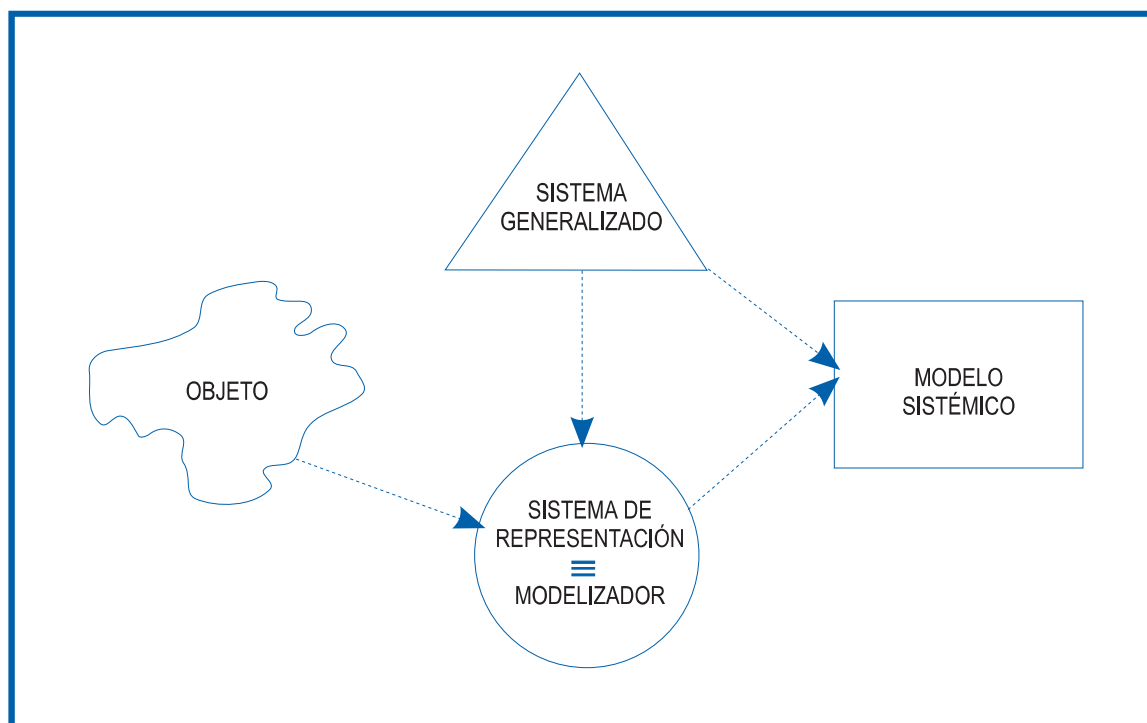 SISTEMA
GENERALIZADO
OBJETO
MODELO
SISTÉMICO
SISTEMA DE
REPRESENTACIÓN
≡
MODELIZADOR